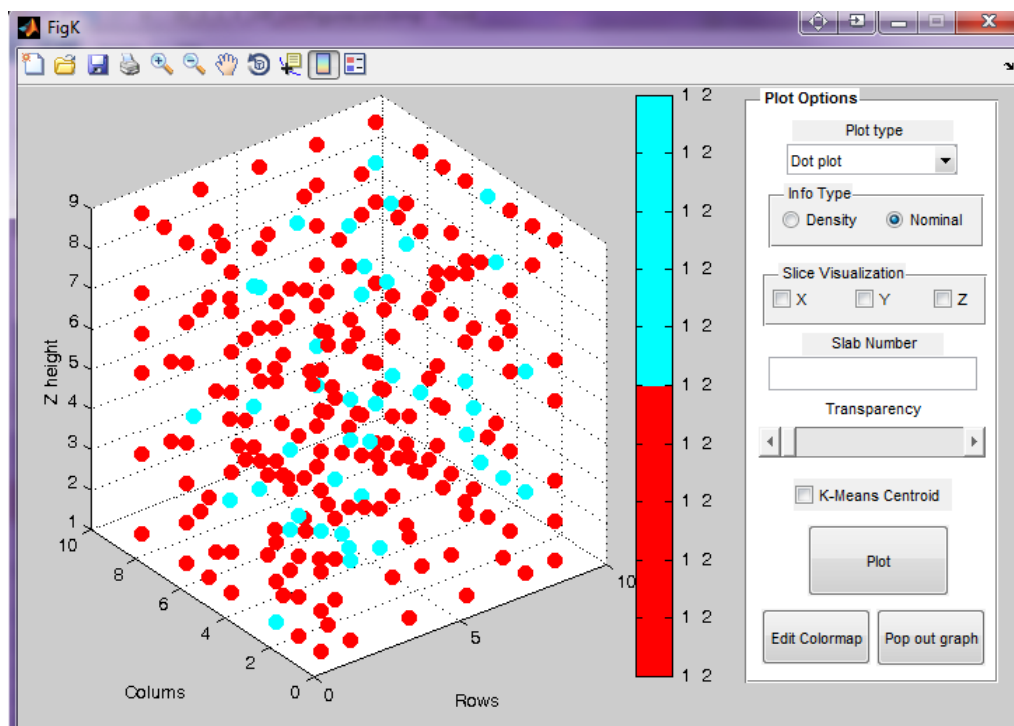 FigK
9
8
7
6
5
4
3
2
1
Z height
10
8
6
4
2
0
Colums
0
5
10
Rows
1 2
1 2
1 2
1 2
1 2
1 2
1 2
1 2
1 2
1 2
1 2
Plot Options
Plot type
Dot plot
Info Type
Density Nominal
Slice Visualization
X Y Z
Slab Number
Transparency
K-Means Centroid
Plot
Edit Colormap Pop out graph